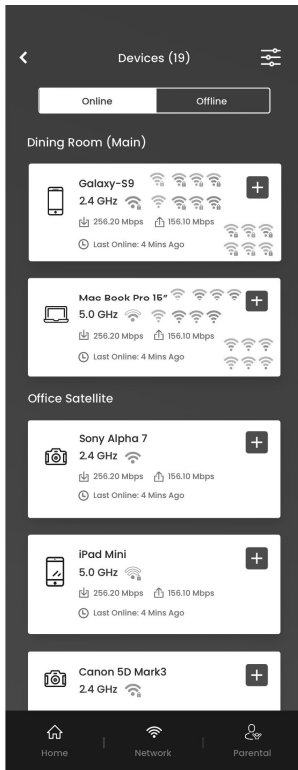 Devices (19)
Online Offline
Dining Room (Main)
Galaxy-S9
2.4 GHz
256.20 Mbps 156.10 Mbps
Last Online: 4 Mins Ago
Mac Book Pro 15”
5.0 GHz
256.20 Mbps 156.10 Mbps
Last Online: 4 Mins Ago
Office Satellite
Sony Alpha 7
2.4 GHz
256.20 Mbps 156.10 Mbps
Last Online: 4 Mins Ago
iPad Mini
5.0 GHz
256.20 Mbps 156.10 Mbps
Last Online: 4 Mins Ago
Canon 5D Mark3
2.4 GHz
Home Network Parental